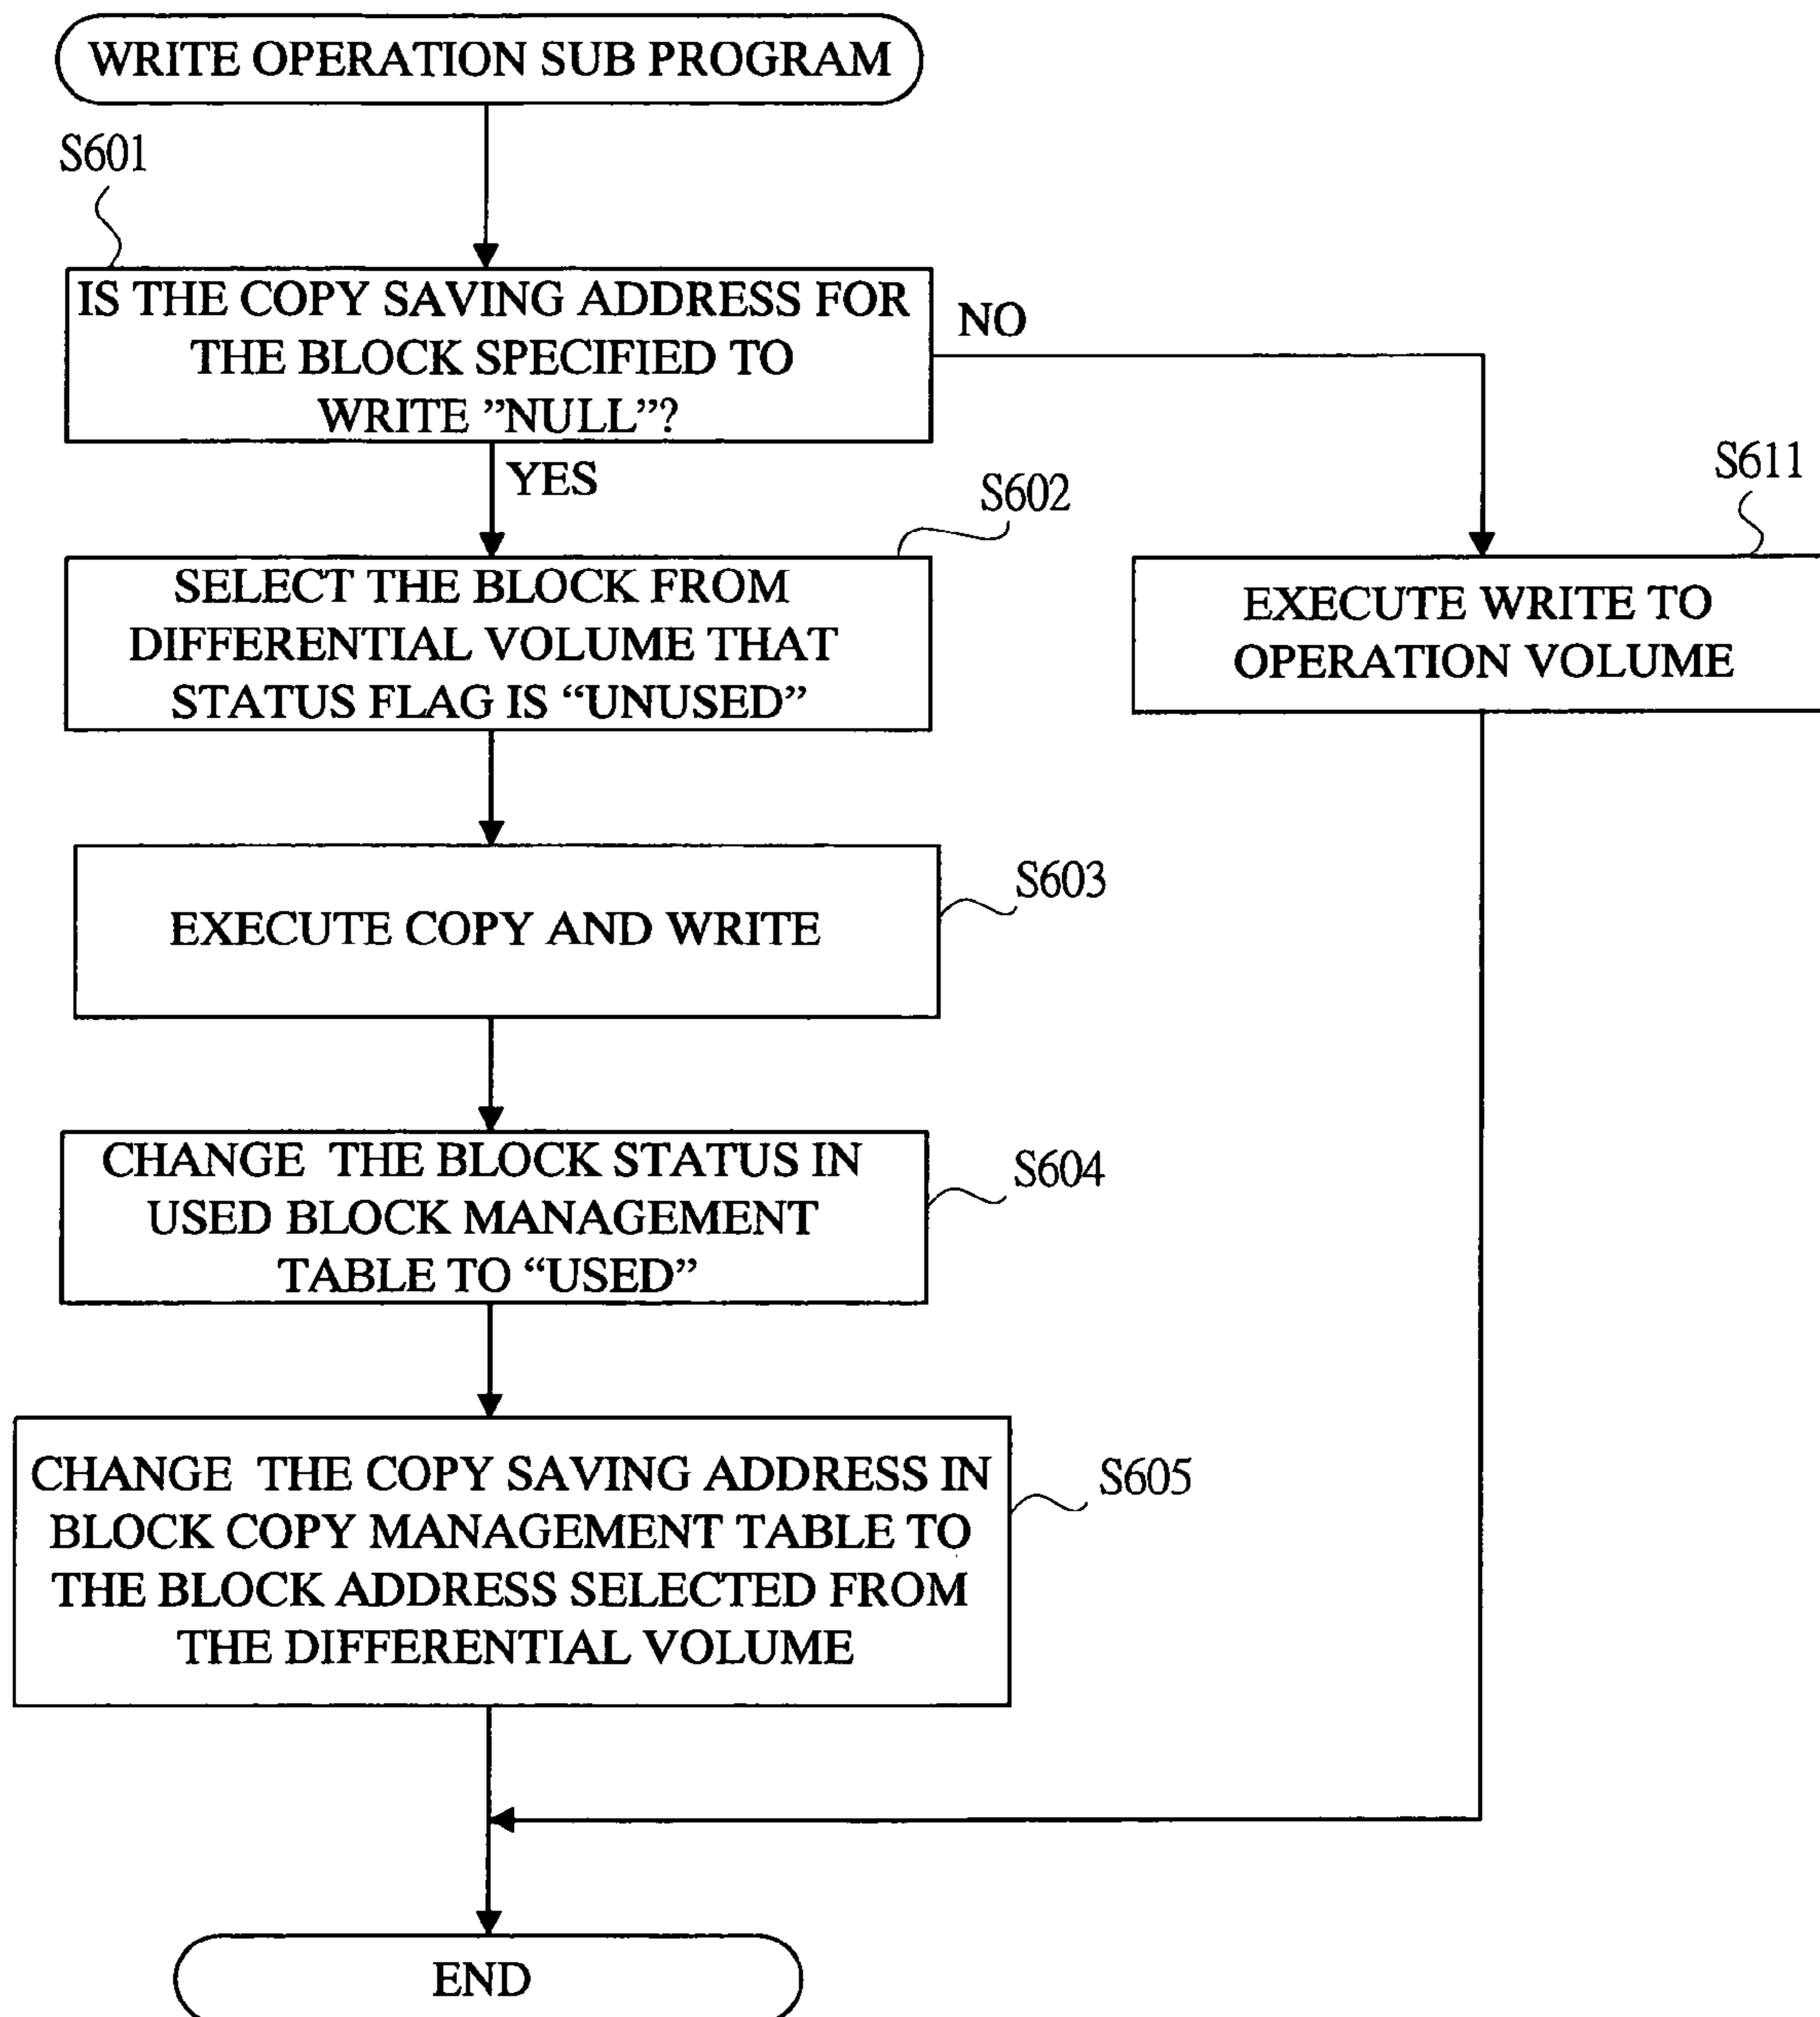 WRITE OPERATION SUB PROGRAM
S601
IS THE COPY SAVING ADDRESS FOR
THE BLOCK SPECIFIED TO
WRITE ”NULL”?
NO
YES
S602
S611
SELECT THE BLOCK FROM
DIFFERENTIAL VOLUME THAT
STATUS FLAG IS “UNUSED”
EXECUTE WRITE TO
OPERATION VOLUME
EXECUTE COPY AND WRITE
S603
CHANGE THE BLOCK STATUS IN
USED BLOCK MANAGEMENT
TABLE TO “USED”
S604
CHANGE THE COPY SAVING ADDRESS IN
BLOCK COPY MANAGEMENT TABLE TO
THE BLOCK ADDRESS SELECTED FROM
THE DIFFERENTIAL VOLUME
S605
END